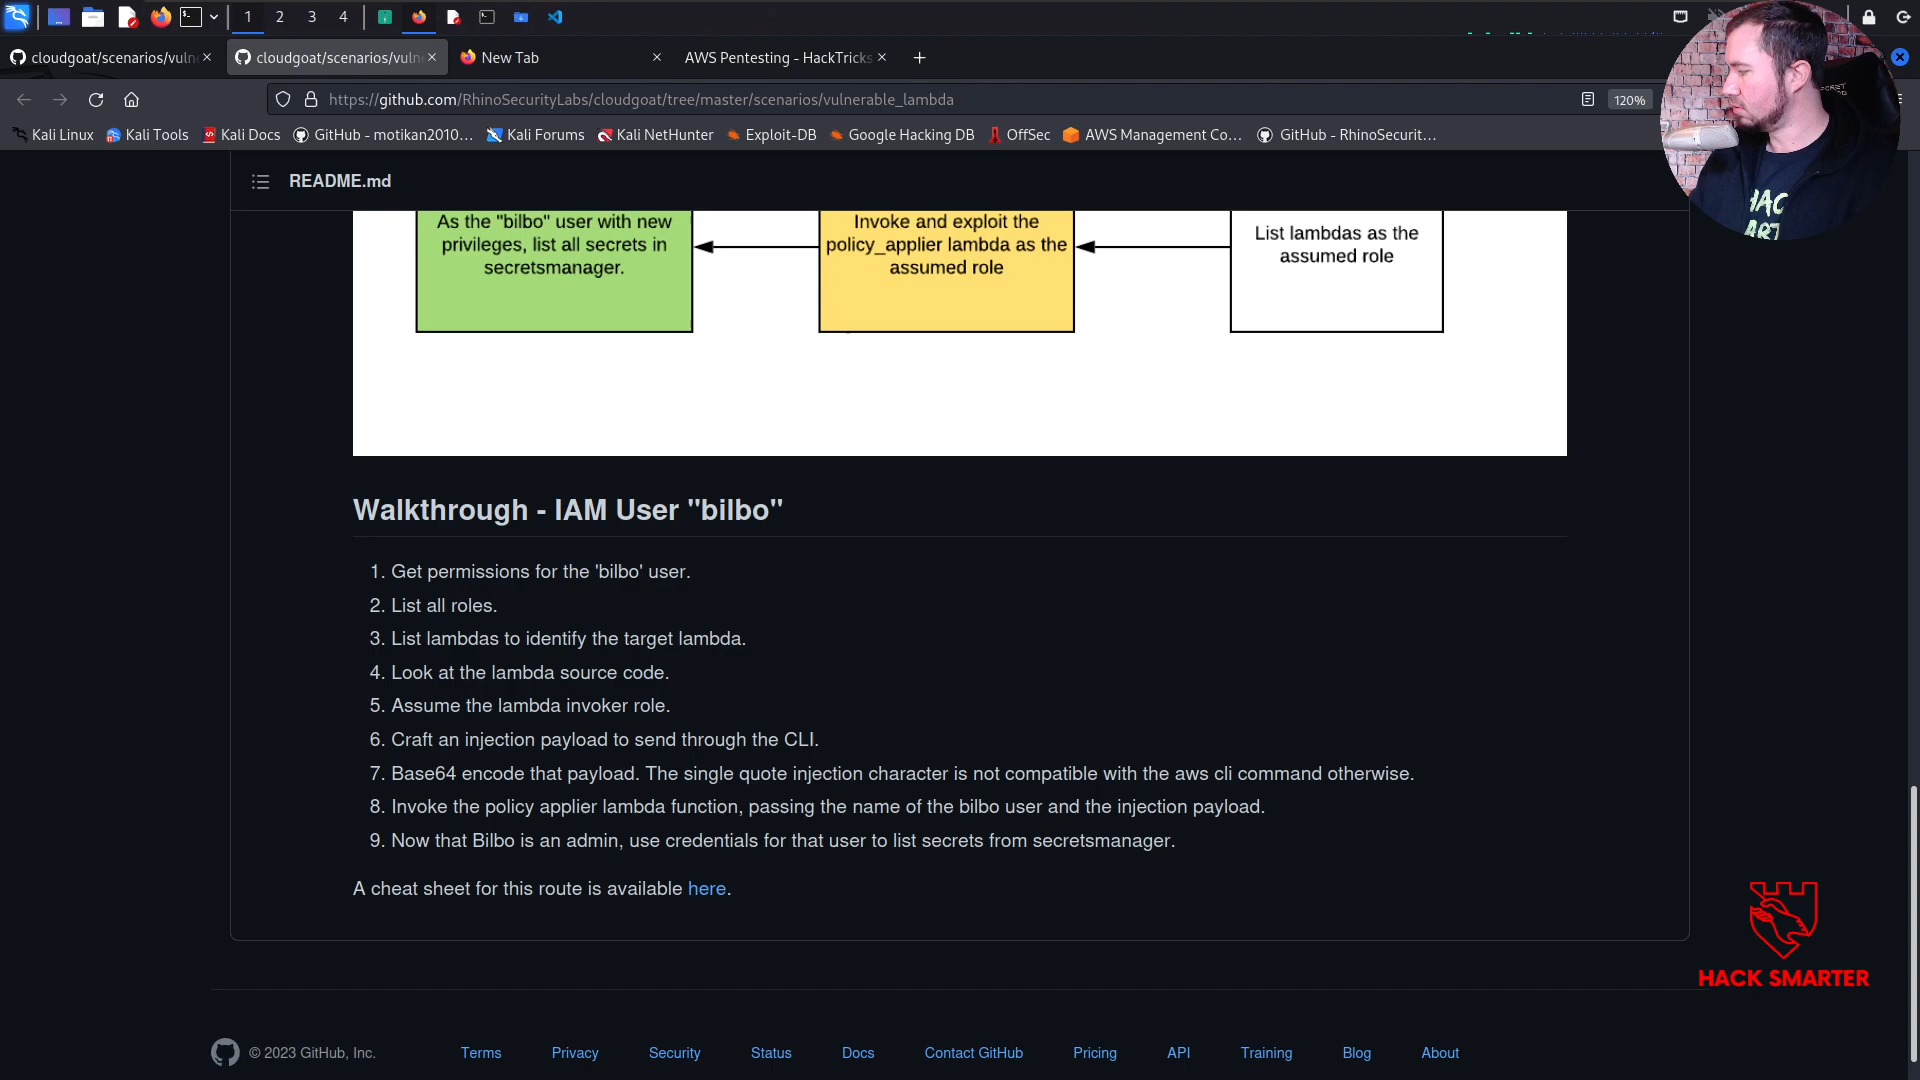 1
2
3
4
cloudgoat/scenarios/vuln
cloudgoat/scenarios/vuln
New Tab
AWS Pentesting - HackTricks
https://github.com/RhinoSecurityLabs/cloudgoat/tree/master/scenarios/vulnerable_lambda
120%
Kali Linux
Kali Tools
Kali Docs
GitHub - motikan2010...
Kali Forums
Kali NetHunter
Exploit-DB
Google Hacking DB
OffSec
AWS Management Co...
GitHub - RhinoSecurit...
README.md
As the "bilbo" user with new
privileges, list all secrets in
secretsmanager.
Invoke and exploit the
policy_applier lambda as the
assumed role
List lambdas as the
assumed role
Walkthrough - IAM User "bilbo"
1. Get permissions for the 'bilbo' user.
2. List all roles.
3. List lambdas to identify the target lambda.
4. Look at the lambda source code.
5. Assume the lambda invoker role.
6. Craft an injection payload to send through the CLI.
7. Base64 encode that payload. The single quote injection character is not compatible with the aws cli command otherwise.
8. Invoke the policy applier lambda function, passing the name of the bilbo user and the injection payload.
9. Now that Bilbo is an admin, use credentials for that user to list secrets from secretsmanager.
A cheat sheet for this route is available here.
HACK SMARTER
© 2023 GitHub, Inc.
Terms
Privacy
Security
Status
Docs
Contact GitHub
Pricing
API
Training
Blog
About